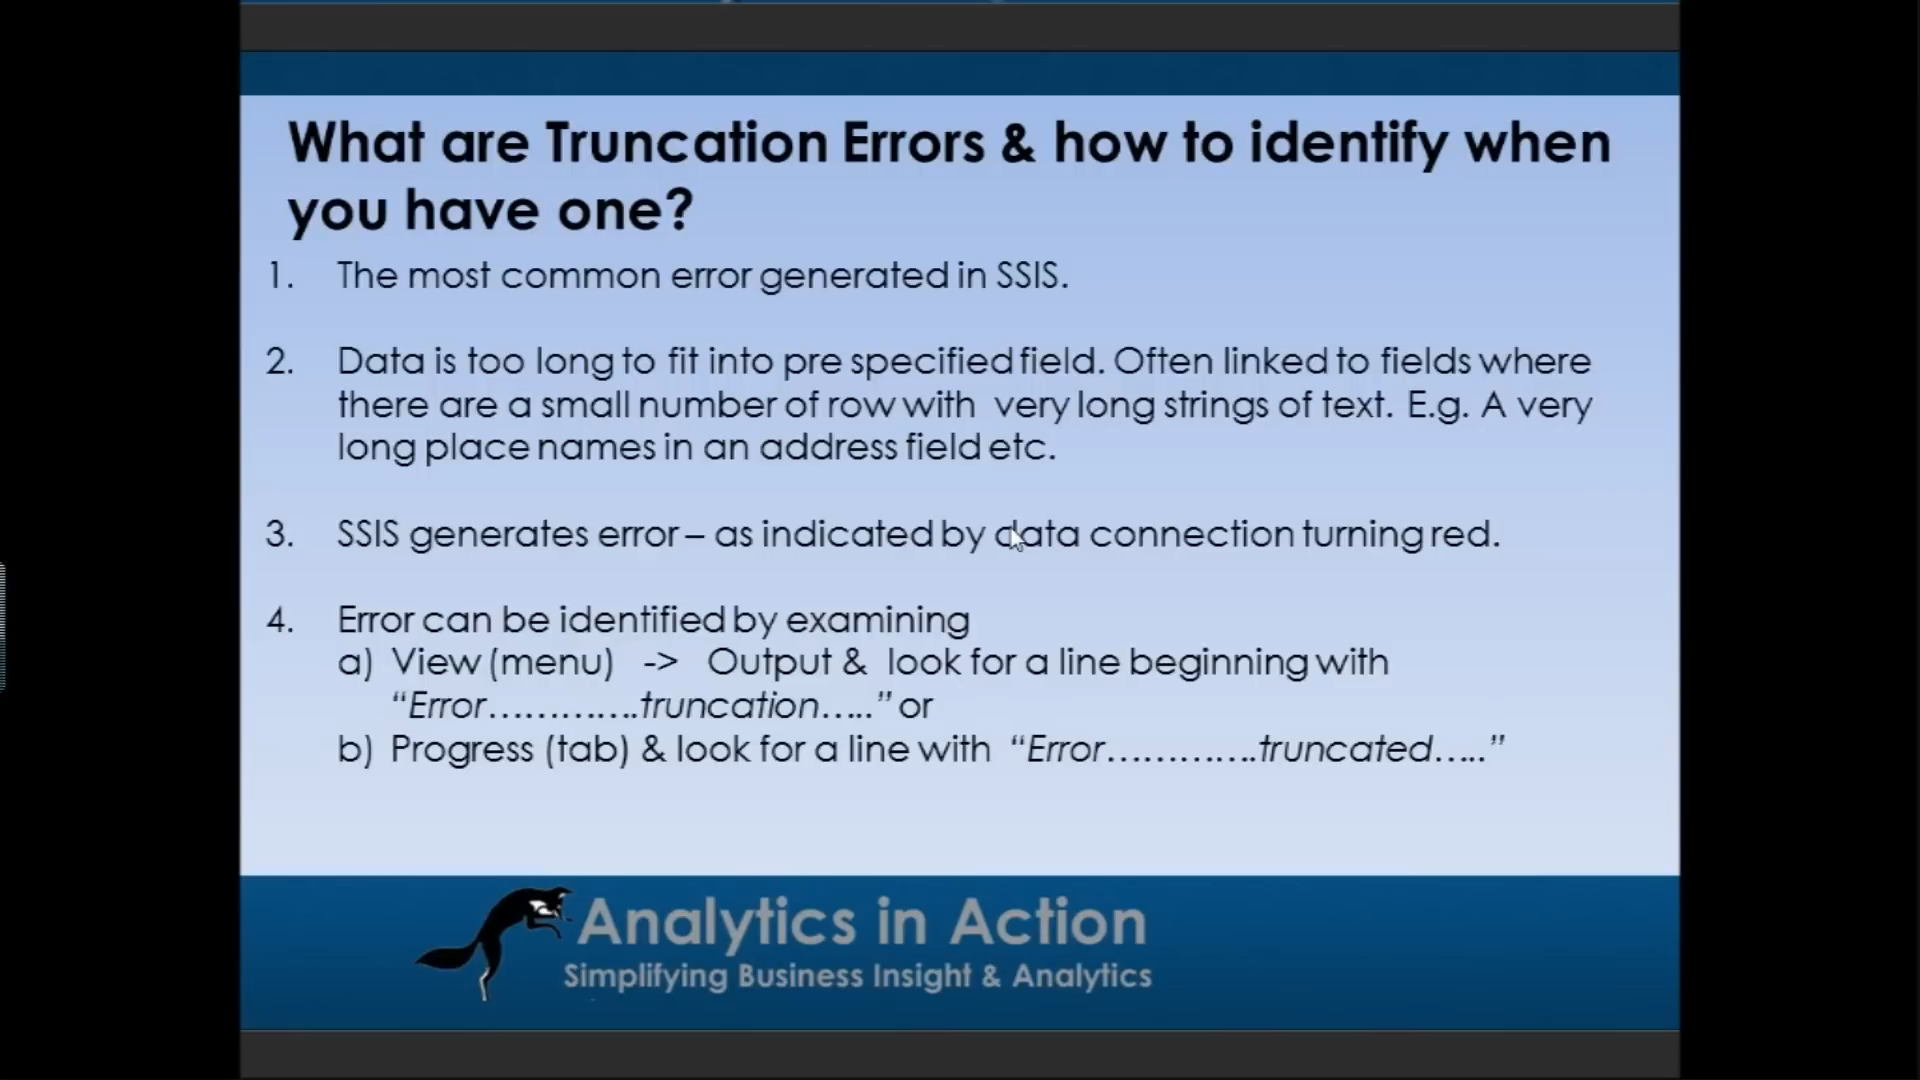 What are Truncation Errors & how to identify when
you have one?
1. The most common error generated in SSIS.
2. Data is too long to fit into pre specified field. Often linked to fields where
there are a small number of row with very long strings of text. E.g. A very
long place names in an address field etc.
3. SSIS generates error – as indicated by data connection turning red.
4. Error can be identified by examining
a) View (menu) -> Output & look for a line beginning with
“Error………….truncation…..” or
b) Progress (tab) & look for a line with “Error………….truncated…..”
Analytics in Action
Simplifying Business Insight & Analytics